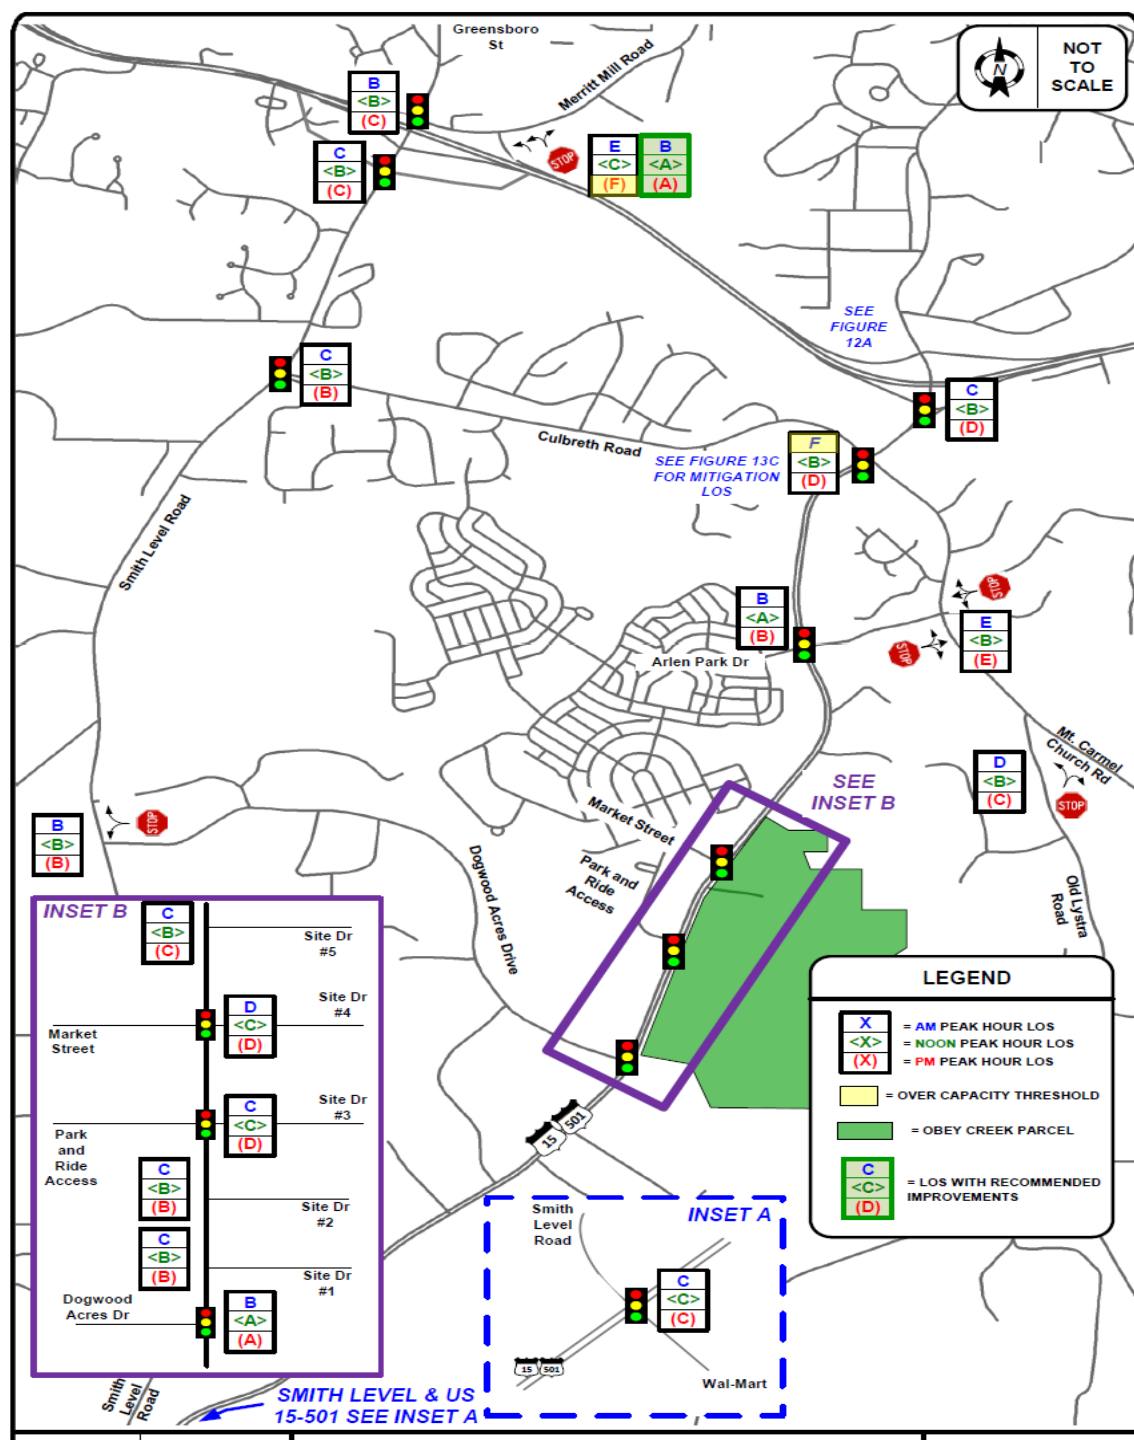 Greensboro
St
Merritt Mill Road
N
NOT
TO
SCALE
B
<B>
(C)
C
<B>
(C)
STOP
E
<C>
(F)
B
<A>
(A)
SEE
FIGURE
12A
C
<B>
(B)
C
<B>
(D)
Culbreth Road
SEE FIGURE 13C
FOR MITIGATION
LOS
F
<B>
(D)
Smith Level Road
B
<A>
(B)
Arlen Park Dr
STOP
STOP
E
<B>
(E)
Mt. Carmel
Church Rd
D
<B>
(C)
STOP
SEE
INSET B
Market Street
Park and
Ride
Access
Dogwood Acres Drive
Old Lystra
Road
B
<B>
(B)
STOP
INSET B
C
<B>
(C)
Site Dr
#5
Site Dr
#4
D
<C>
(D)
Market
Street
Site Dr
#3
C
<C>
(D)
Park
and
Ride
Access
C
<B>
(B)
Site Dr
#2
C
<B>
(B)
Site Dr
#1
Dogwood
Acres Dr
B
<A>
(A)
LEGEND
X
<X>
(X)
= AM PEAK HOUR LOS
= NOON PEAK HOUR LOS
= PM PEAK HOUR LOS
= OVER CAPACITY THRESHOLD
= OBEY CREEK PARCEL
C
<C>
(D)
= LOS WITH RECOMMENDED
IMPROVEMENTS
15 501
INSET A
Smith
Level
Road
C
<C>
(C)
15 501
Wal-Mart
Smith
Level
Road
SMITH LEVEL & US
15-501 SEE INSET A